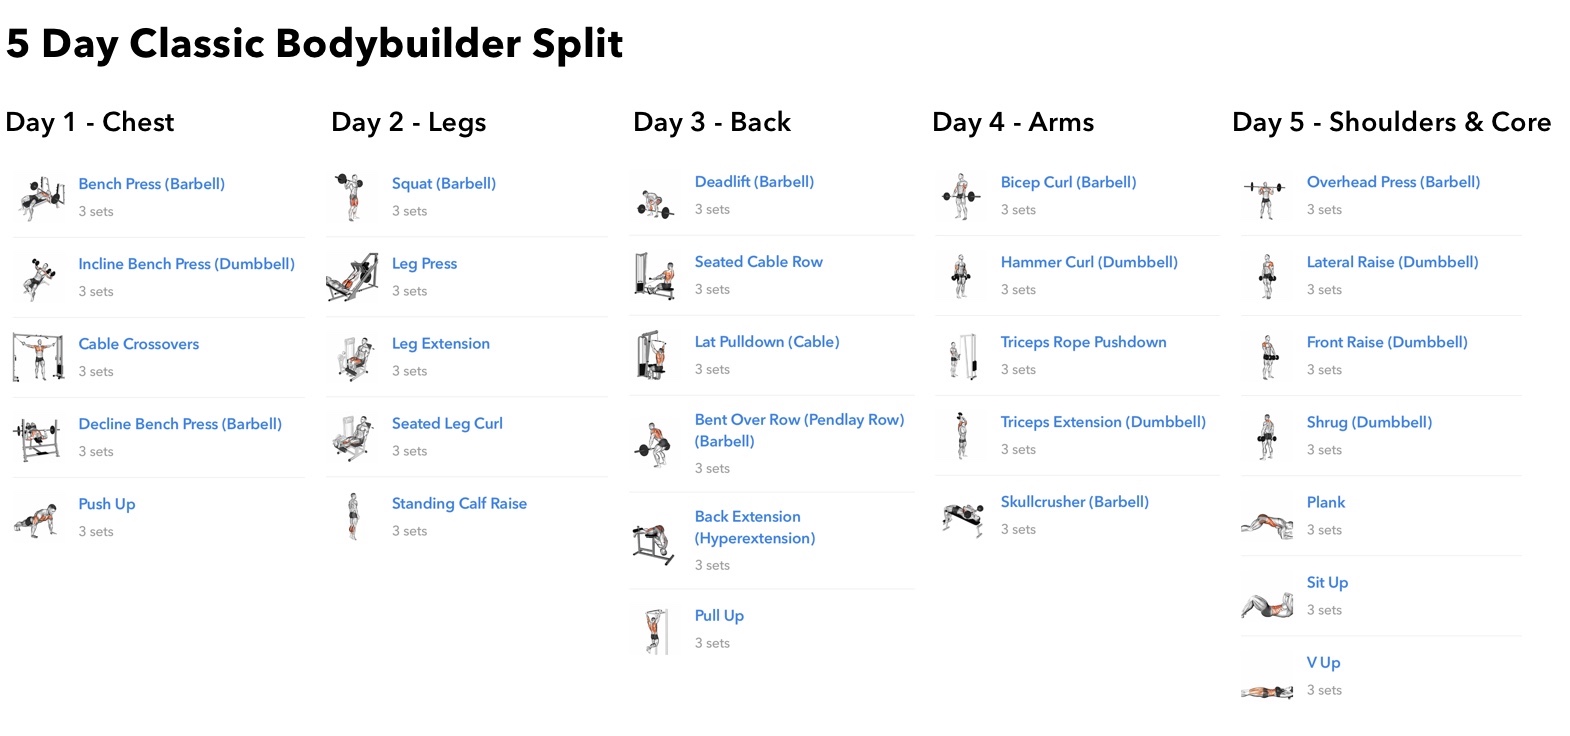 5 Day Classic Bodybuilder Split
Day 1 - Chest
Bench Press (Barbell)
3 sets
Incline Bench Press (Dumbbell)
3 sets
Cable Crossovers
3 sets
Decline Bench Press (Barbell)
3 sets
Push Up
3 sets
Day 2 - Legs
Squat (Barbell)
3 sets
Leg Press
3 sets
Leg Extension
3 sets
Seated Leg Curl
3 sets
Standing Calf Raise
3 sets
Day 3 - Back
Deadlift (Barbell)
3 sets
Seated Cable Row
3 sets
Lat Pulldown (Cable)
3 sets
Bent Over Row (Pendlay Row)
(Barbell)
3 sets
Back Extension
(Hyperextension)
3 sets
Pull Up
3 sets
Day 4 - Arms
Bicep Curl (Barbell)
3 sets
Hammer Curl (Dumbbell)
3 sets
Triceps Rope Pushdown
3 sets
Triceps Extension (Dumbbell)
3 sets
Skullcrusher (Barbell)
3 sets
Day 5 - Shoulders & Core
Overhead Press (Barbell)
3 sets
Lateral Raise (Dumbbell)
3 sets
Front Raise (Dumbbell)
3 sets
Shrug (Dumbbell)
3 sets
Plank
3 sets
Sit Up
3 sets
V Up
3 sets